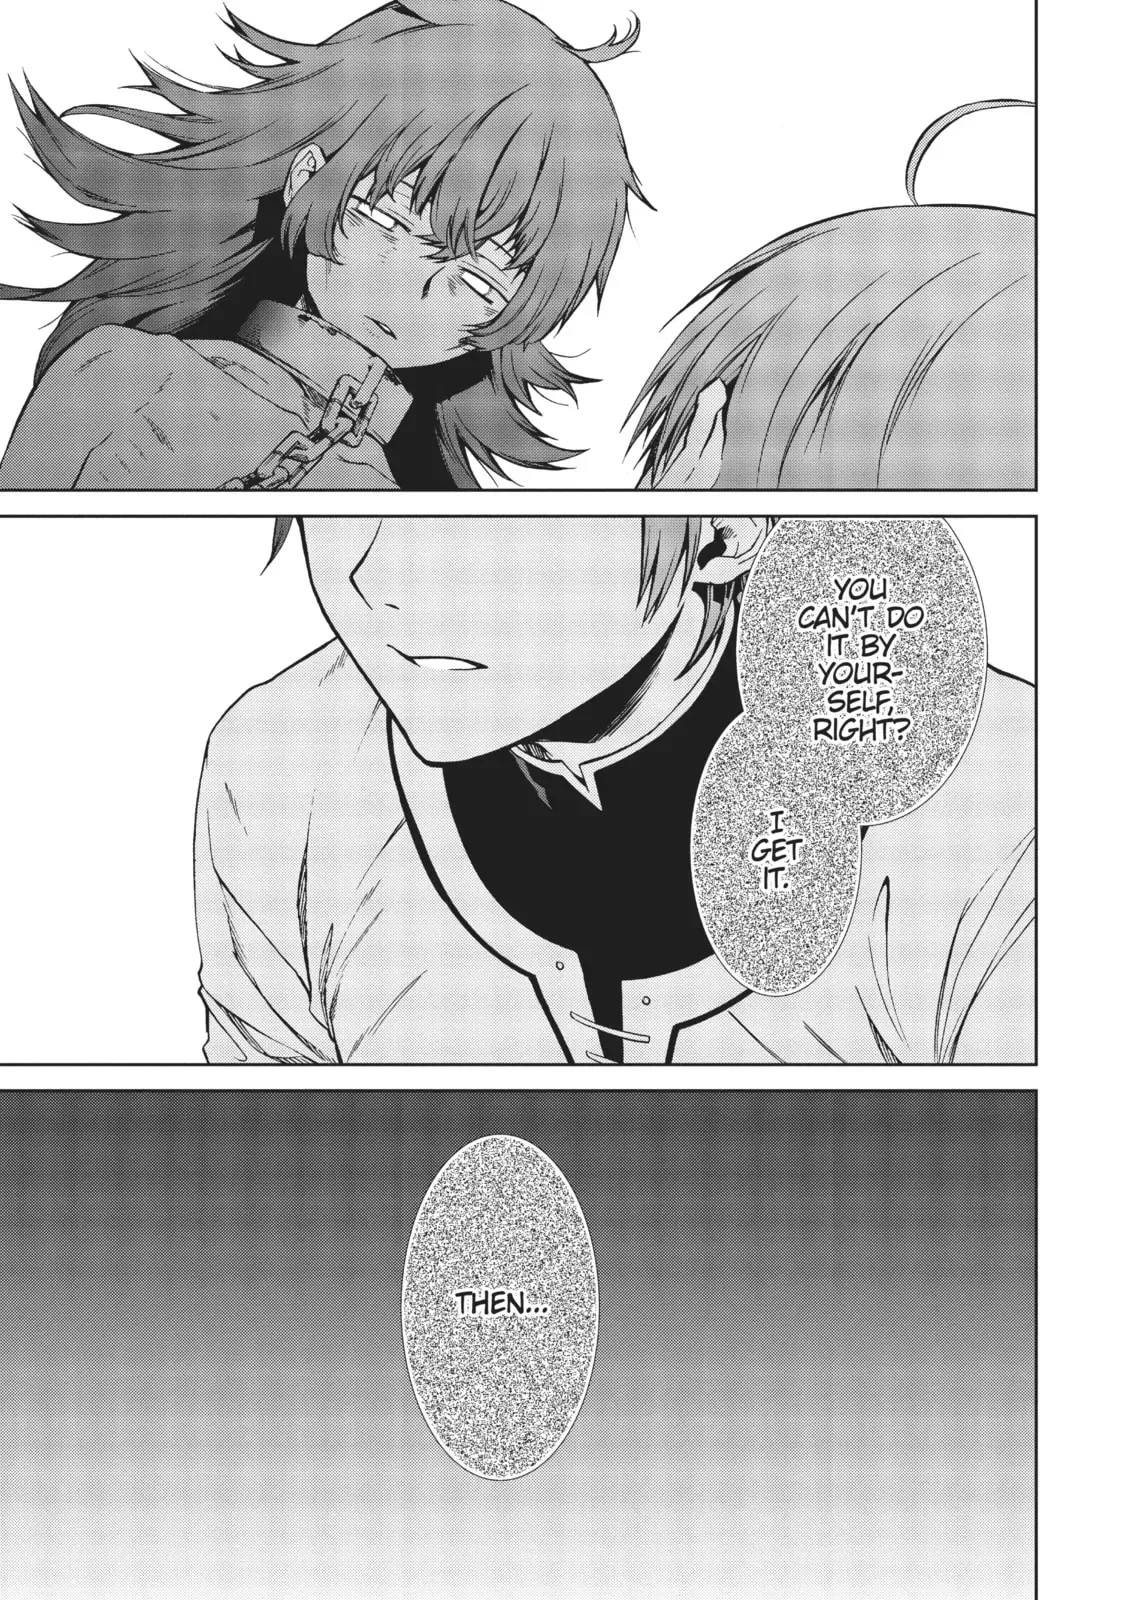 YOU
CAN'T DO
IT BY
YOUR-
SELF,
RIGHT?
I
GET
IT.
THEN...